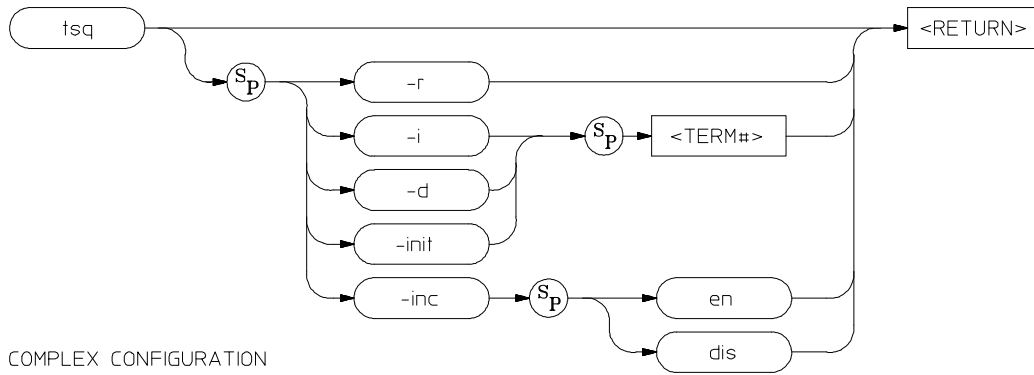 tsq
<RETURN>
SP
-r
-i
SP
<TERM#>
-d
-init
-inc
SP
en
dis
COMPLEX CONFIGURATION